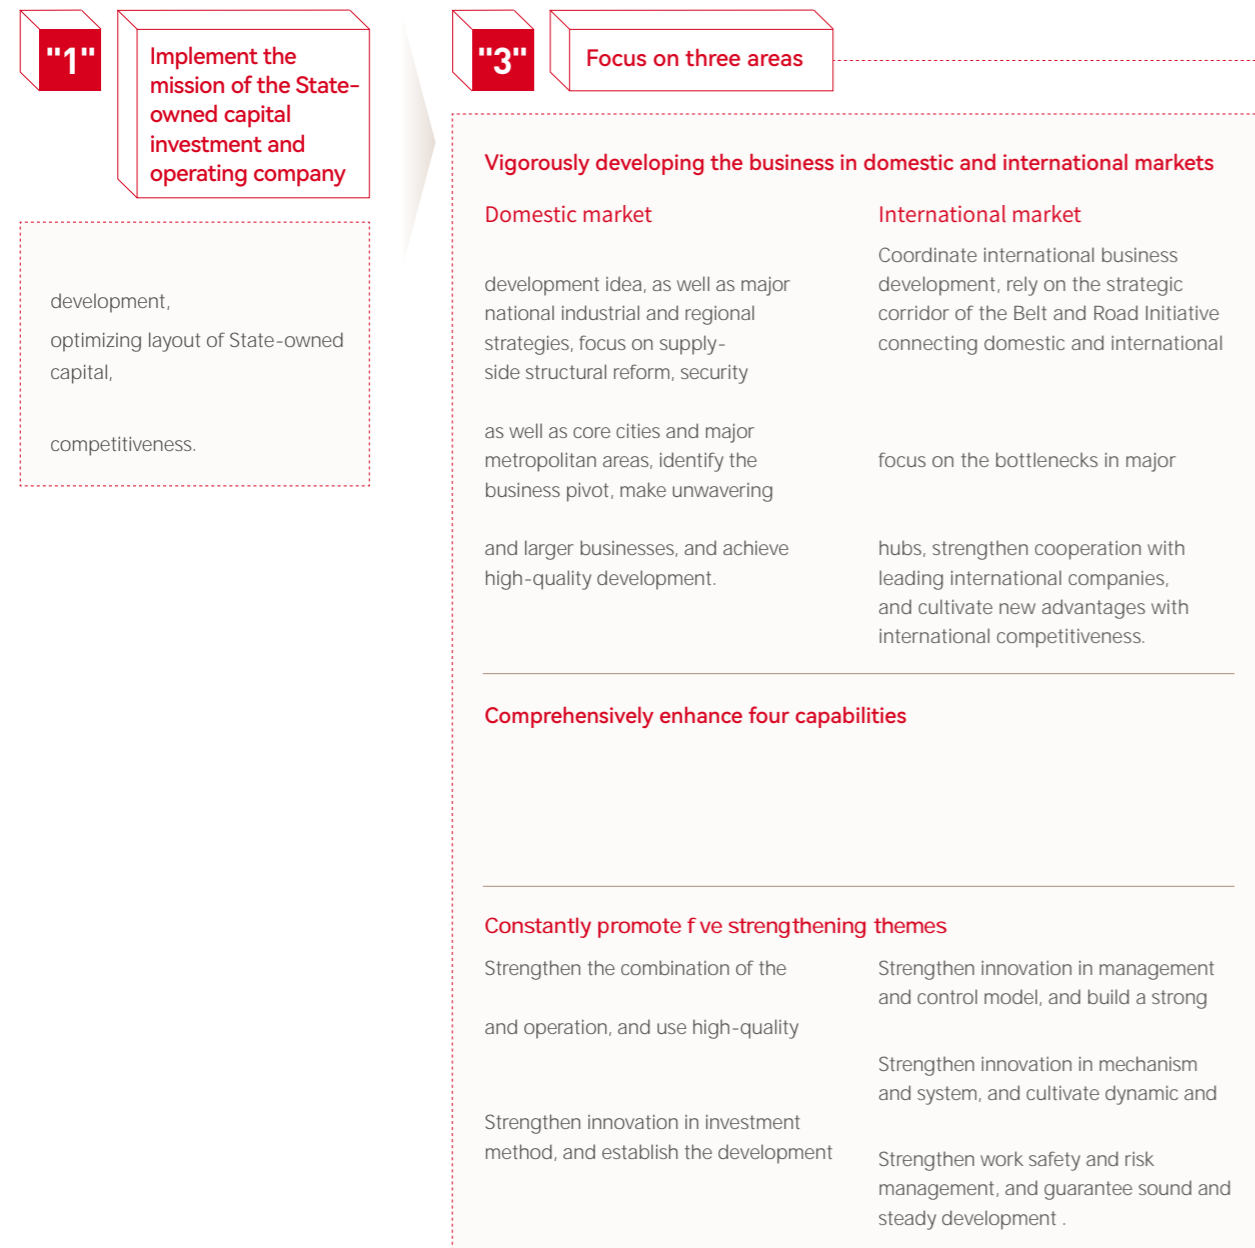 "1"
Implement the
mission of the State-
owned capital
investment and
operating company
development,
optimizing layout of State-owned
capital,
competitiveness.
"3"
Focus on three areas
Vigorously developing the business in domestic and international markets
Domestic market
development idea, as well as major
national industrial and regional
strategies, focus on supply-
side structural reform, security
as well as core cities and major
metropolitan areas, identify the
business pivot, make unwavering
and larger businesses, and achieve
high-quality development.
International market
Coordinate international business
development, rely on the strategic
corridor of the Belt and Road Initiative
connecting domestic and international
focus on the bottlenecks in major
hubs, strengthen cooperation with
leading international companies,
and cultivate new advantages with
international competitiveness.
Comprehensively enhance four capabilities
Constantly promote f ve strengthening themes
Strengthen the combination of the
and operation, and use high-quality
Strengthen innovation in investment
method, and establish the development
Strengthen innovation in management
and control model, and build a strong
Strengthen innovation in mechanism
and system, and cultivate dynamic and
Strengthen work safety and risk
management, and guarantee sound and
steady development .